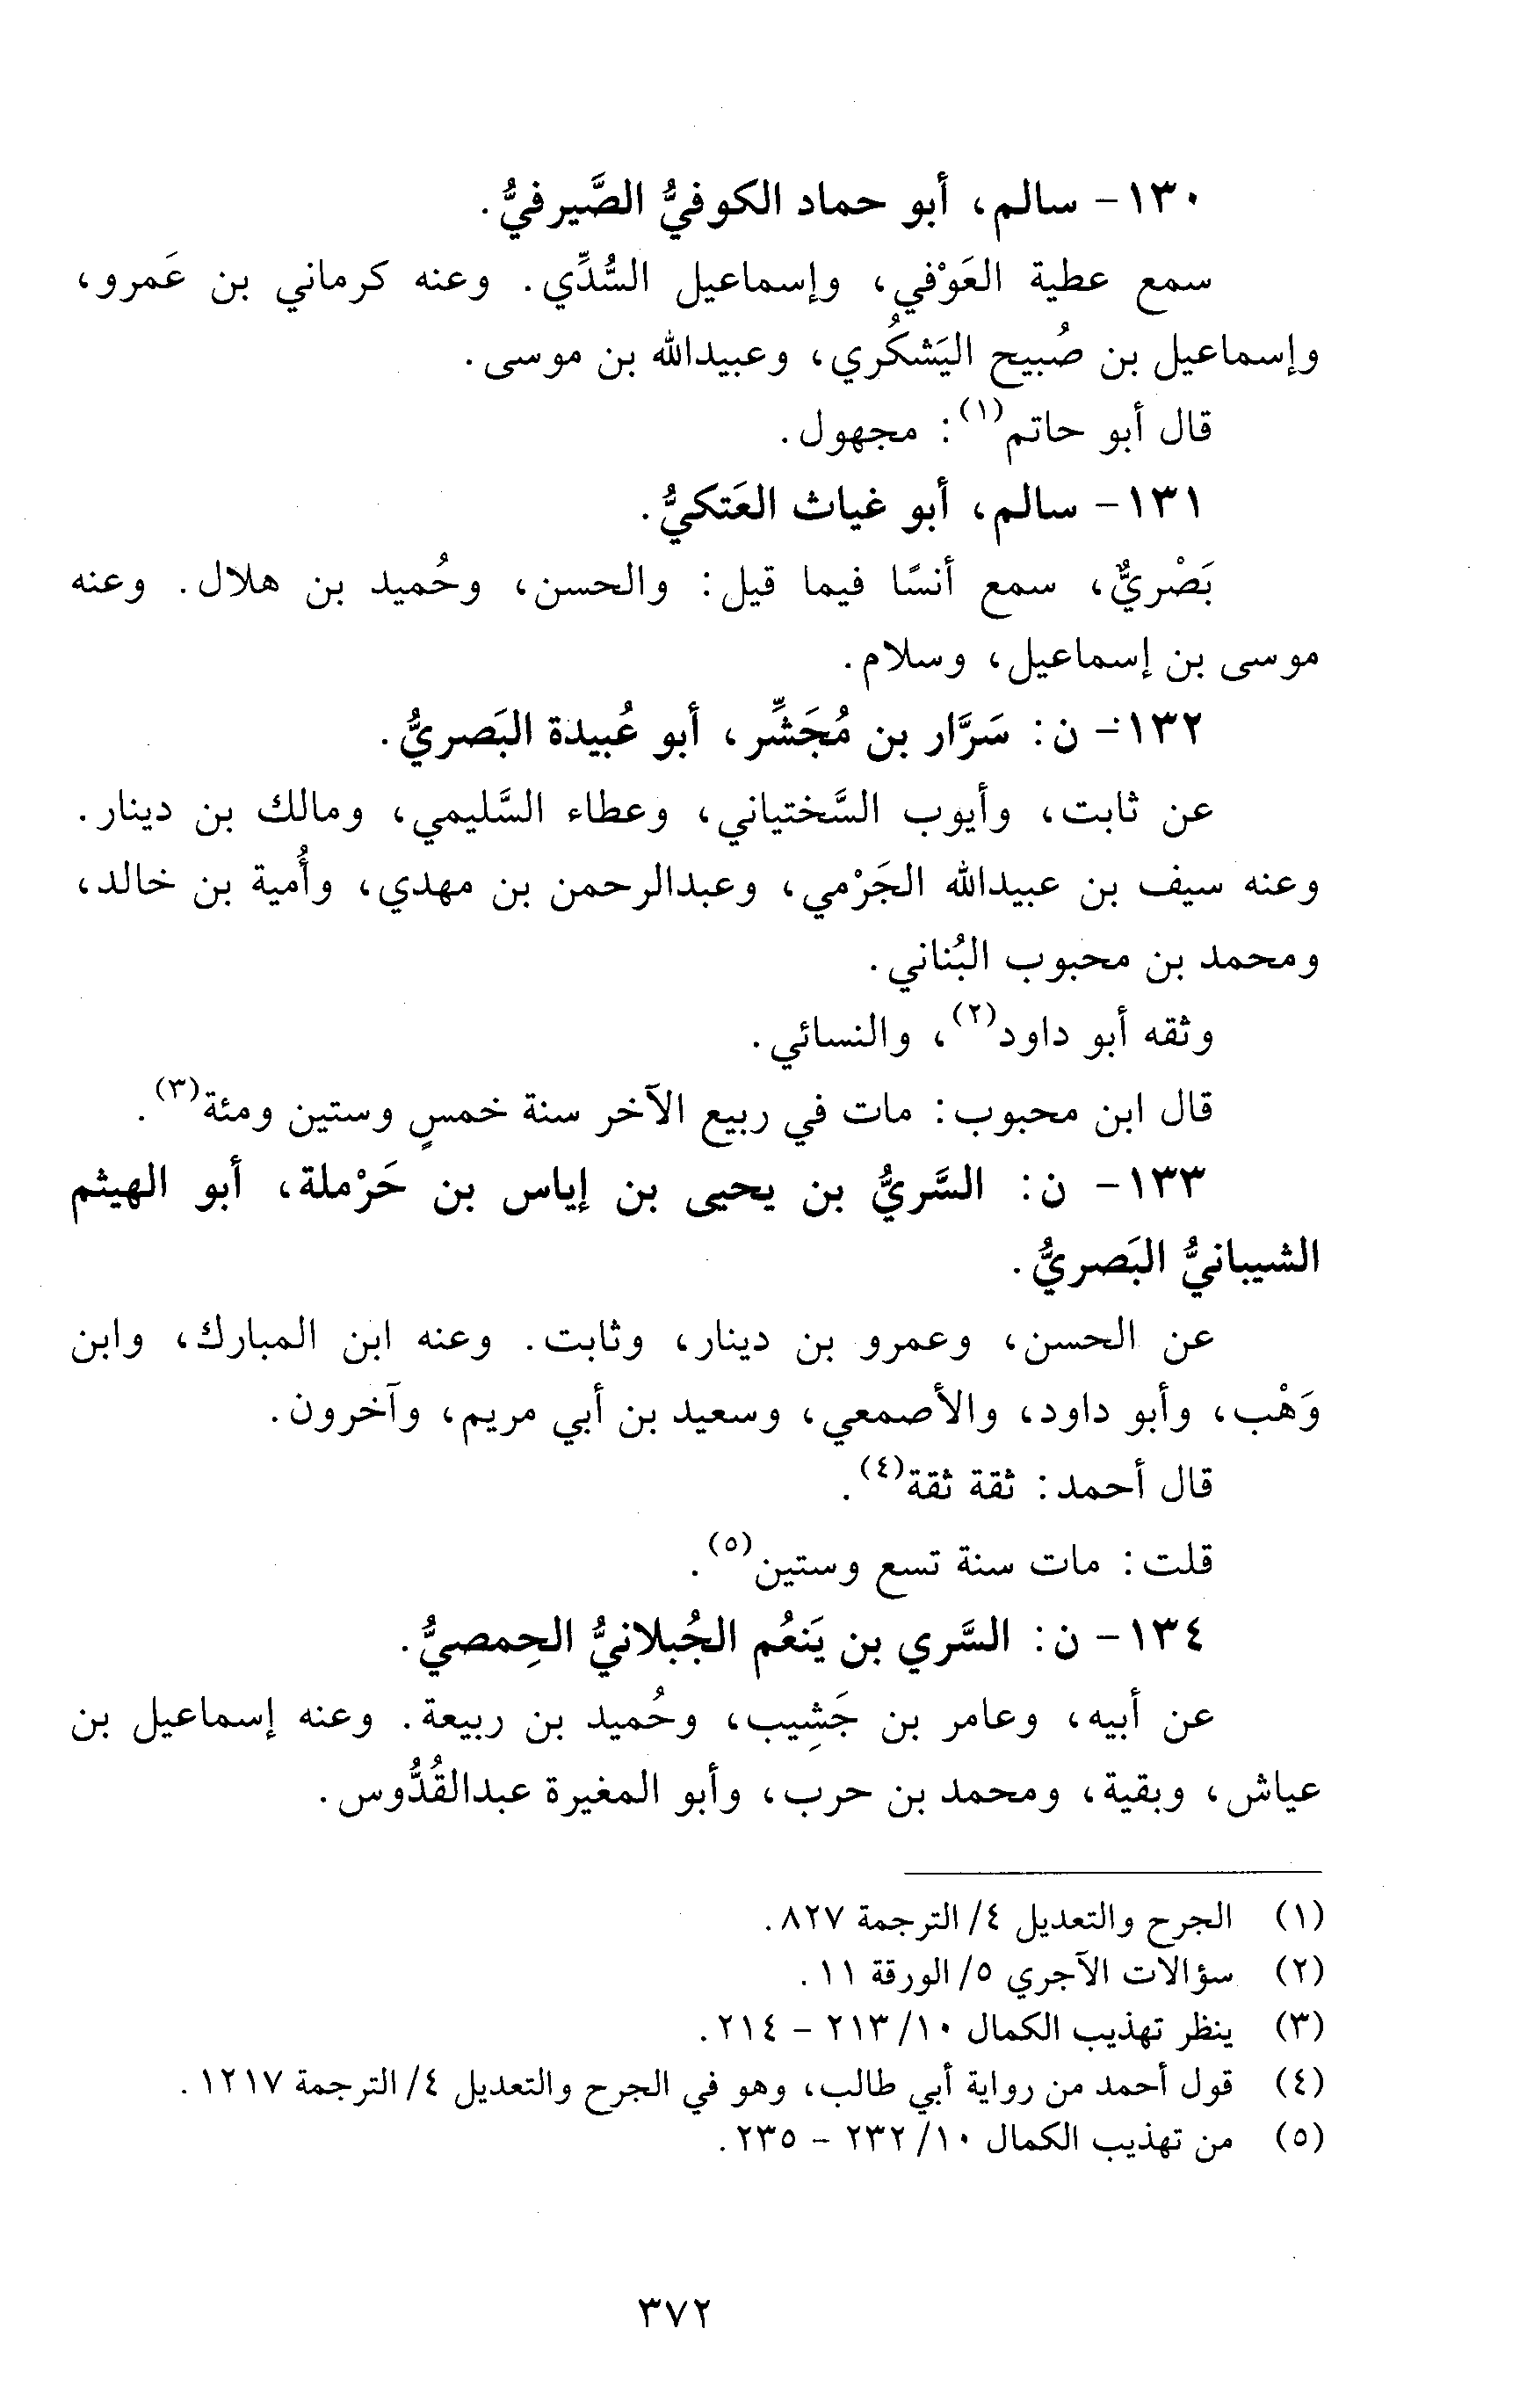 ١٣٠- سالم، أبو حماد الكوفيُّ الصَّيرفيُّ.
سمع عطية العَوْفي، وإسماعيل السُّدِّي. وعنه كرماني بن عَمرو،
وإسماعيل بن صُبيح اليَشكُري، وعبيدالله بن موسى.
قال أبو حاتم(١): مجهول.
١٣١- سالم، أبو غياث العَتكيُّ.
بَصْريٌّ، سمع أنسًا فيما قيل: والحسن، وحُميد بن هلال. وعنه
موسى بن إسماعيل، وسلام.
١٣٢- ن: سَرَّار بن مُجَشِّر، أبو عُبيدة البَصريُّ.
عن ثابت، وأيوب السَّختياني، وعطاء السَّليمي، ومالك بن دينار.
وعنه سيف بن عبيدالله الجَرْمي، وعبدالرحمن بن مهدي، وأُمية بن خالد،
ومحمد بن محبوب البُناني.
وثقه أبو داود(٢)، والنسائي.
قال ابن محبوب: مات في ربيع الآخر سنة خمسٍ وستين ومئة(٣).
١٣٣- ن: السَّريُّ بن يحيى بن إياس بن حَرْملة، أبو الهيثم
الشيبانيُّ البَصريُّ.
عن الحسن، وعمرو بن دينار، وثابت. وعنه ابن المبارك، وابن
وَهْب، وأبو داود، والأصمعي، وسعيد بن أبي مريم، وآخرون.
قال أحمد: ثقة ثقة(٤).
قلت: مات سنة تسع وستين(٥).
١٣٤- ن: السَّري بن يَنعُم الجُبلانيُّ الحِمصيُّ.
عن أبيه، وعامر بن جَشِيب، وحُميد بن ربيعة. وعنه إسماعيل بن
عياش، وبقية، ومحمد بن حرب، وأبو المغيرة عبدالقُدُّوس.
(١) الجرح والتعديل ٤/ الترجمة ٨٢٧.
(٢) سؤالات الآجري ٥/ الورقة ١١.
(٣) ينظر تهذيب الكمال ١٠/ ٢١٣ - ٢١٤.
(٤) قول أحمد من رواية أبي طالب، وهو في الجرح والتعديل ٤/ الترجمة ١٢١٧.
(٥) من تهذيب الكمال ١٠/ ٢٣٢ - ٢٣٥.
٣٧٢